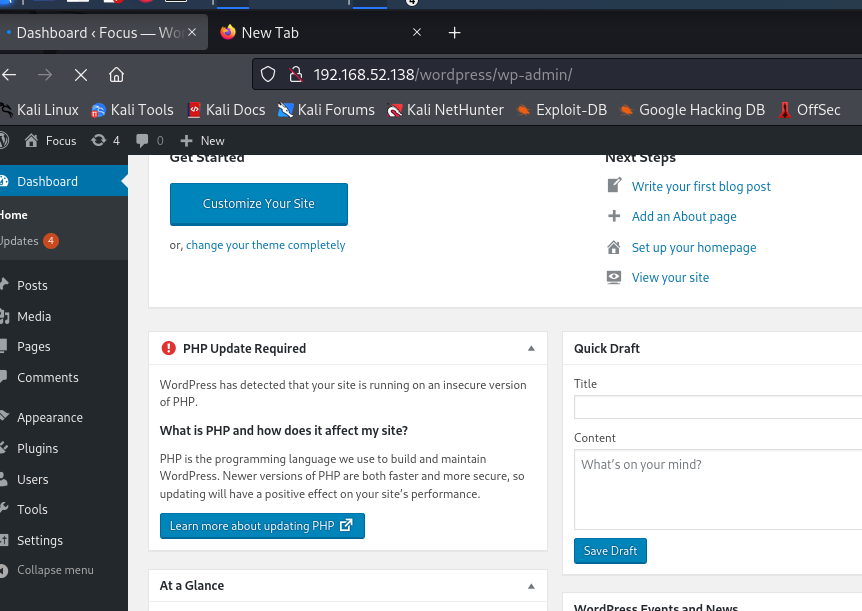 Dashboard ‹ Focus — Wo
New Tab
192.168.52.138/wordpress/wp-admin/
Kali Linux Kali Tools Kali Docs Kali Forums Kali NetHunter Exploit-DB Google Hacking DB OffSec
Focus 4 0 New
Dashboard
Home
Updates 4
Posts
Media
Pages
Comments
Appearance
Plugins
Users
Tools
Settings
Collapse menu
Get Started
Customize Your Site
or, change your theme completely
Next Steps
Write your first blog post
Add an About page
Set up your homepage
View your site
PHP Update Required
WordPress has detected that your site is running on an insecure version
of PHP.
What is PHP and how does it affect my site?
PHP is the programming language we use to build and maintain
WordPress. Newer versions of PHP are both faster and more secure, so
updating will have a positive effect on your site's performance.
Learn more about updating PHP
At a Glance
Quick Draft
Title
Content
What's on your mind?
Save Draft
WordPress Events and News